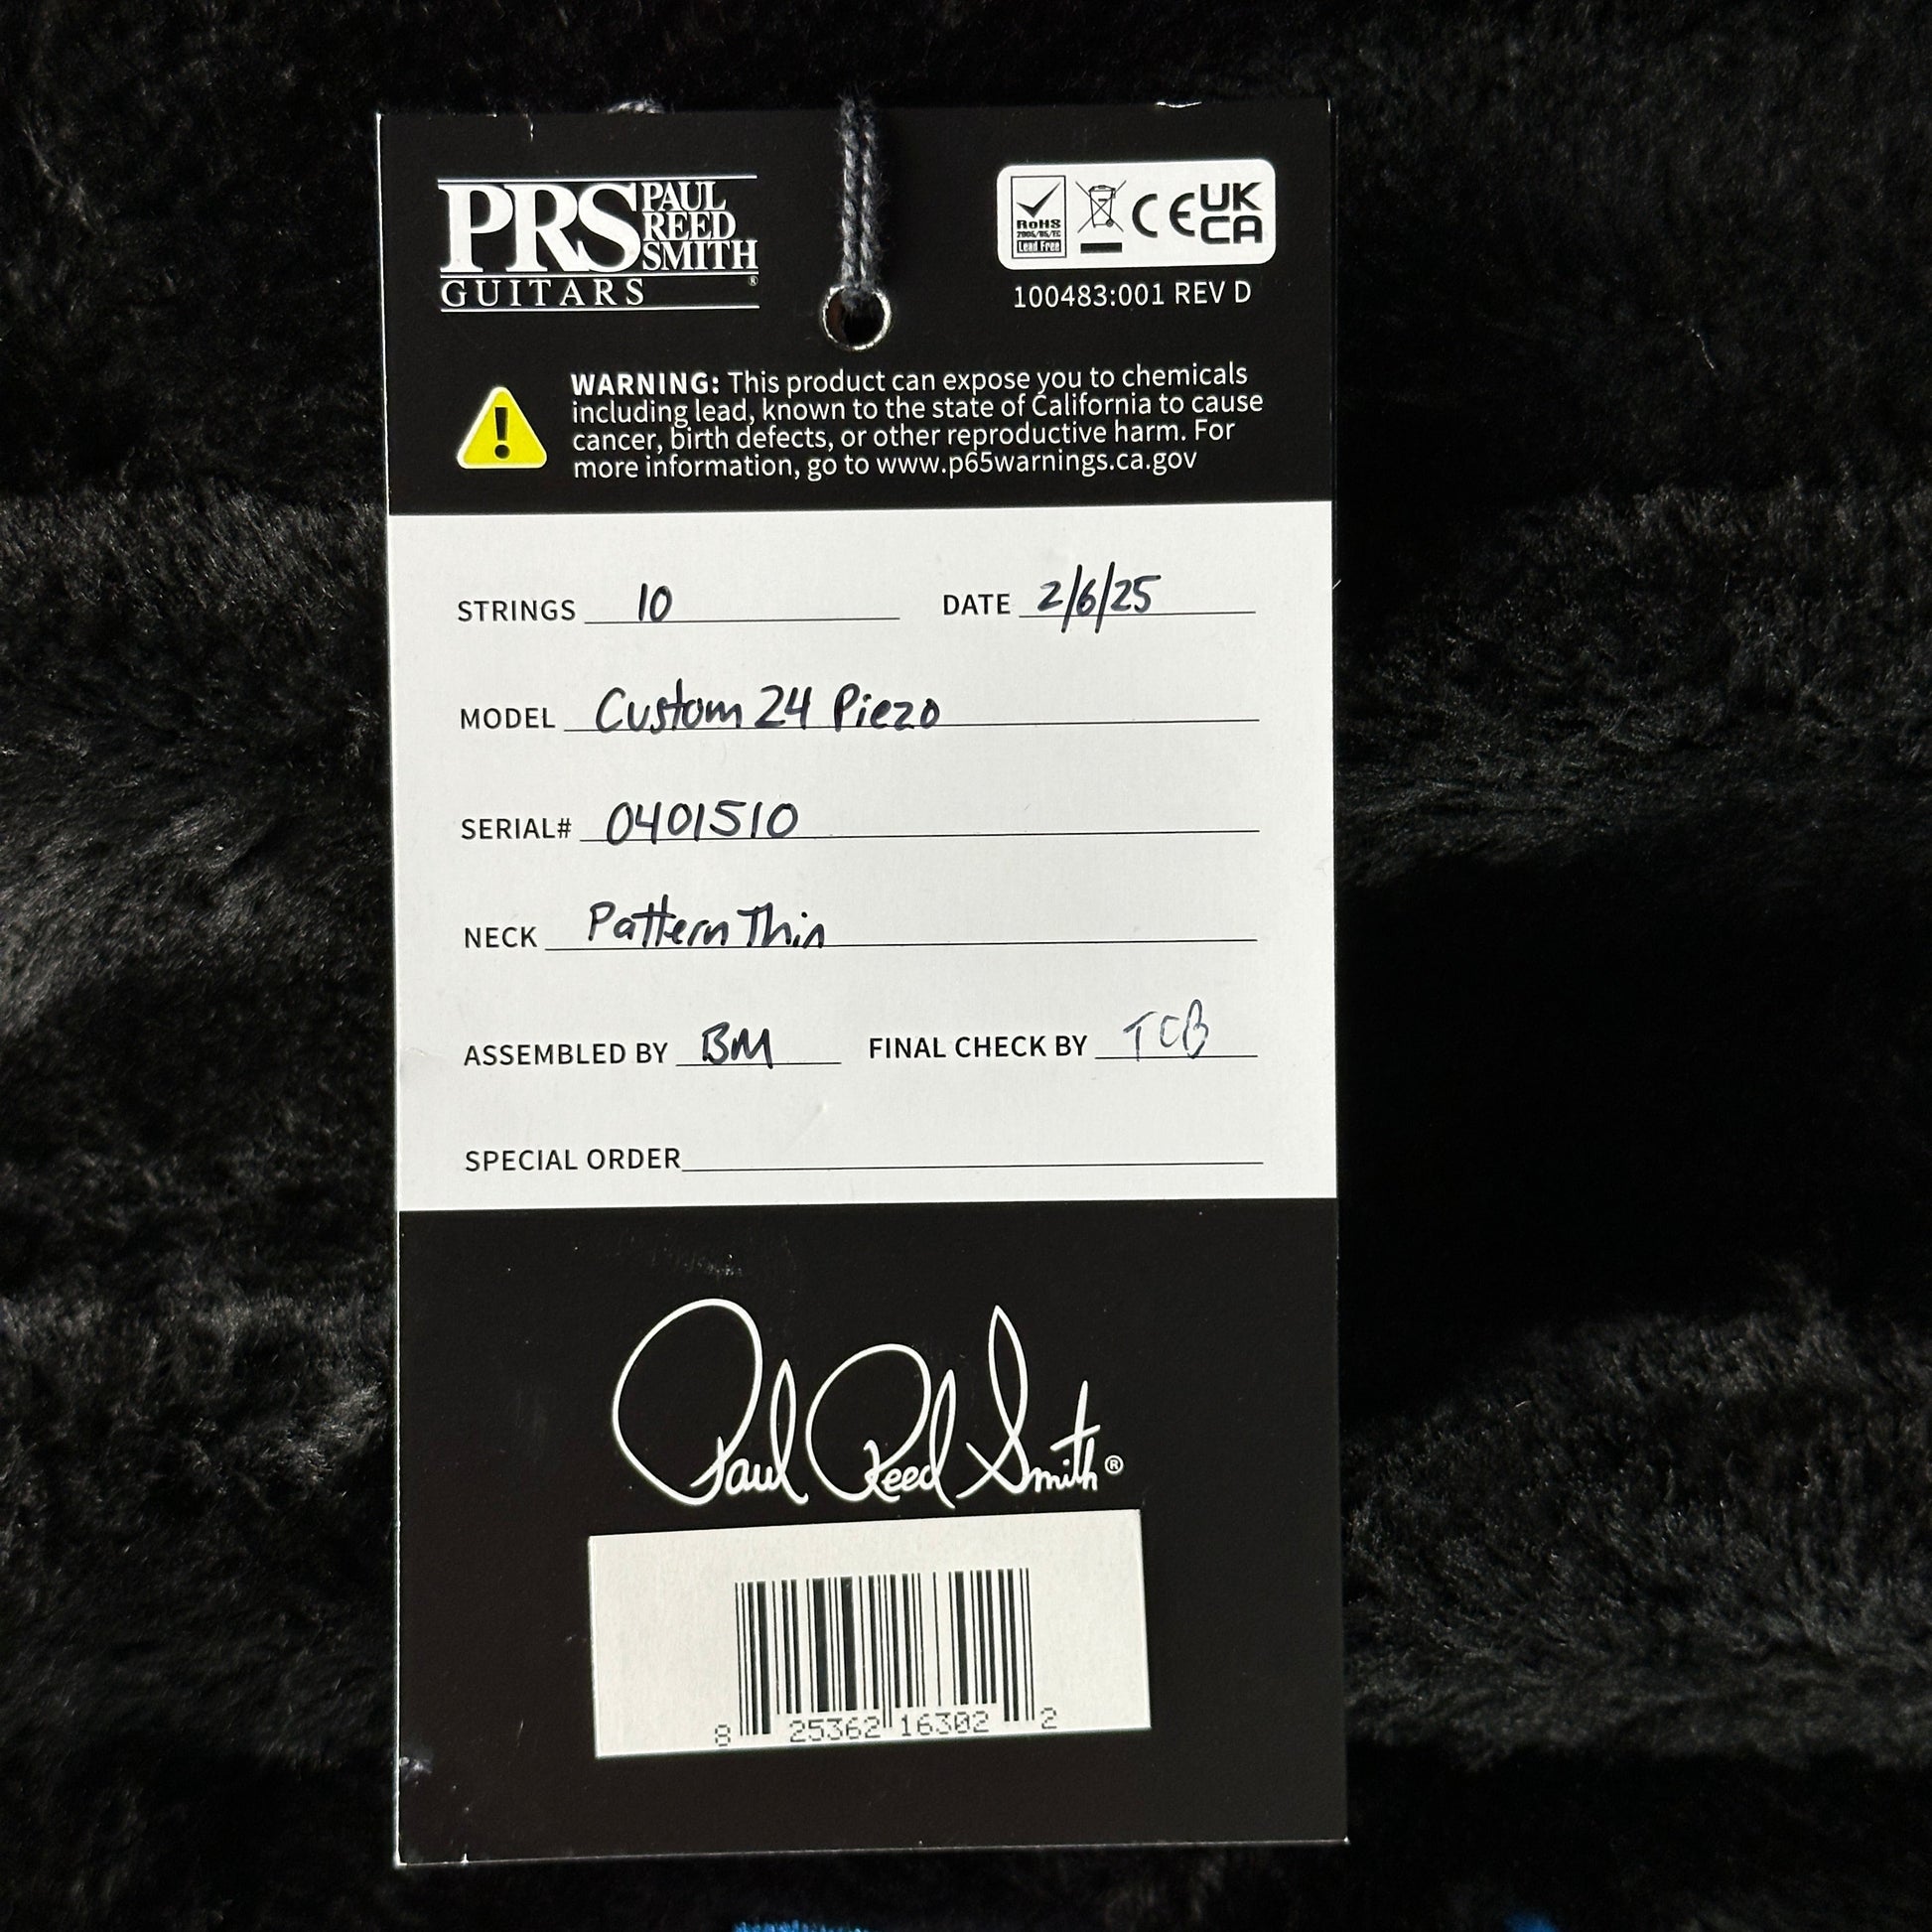 PRS PAUL
REED
SMITH®
GUITARS
RoHS
2006/95/EC
Lead Free
CE UK
CA
100483:001 REV D
WARNING: This product can expose you to chemicals
including lead, known to the state of California to cause
cancer, birth defects, or other reproductive harm. For
more information, go to www.p65warnings.ca.gov
STRINGS 10 DATE 2/6/25
MODEL Custom 24 Piezo
SERIAL# 0401510
NECK Pattern Thin
ASSEMBLED BY BM FINAL CHECK BY TCB
SPECIAL ORDER
Paul Reed Smith®
8 25362 16302 2